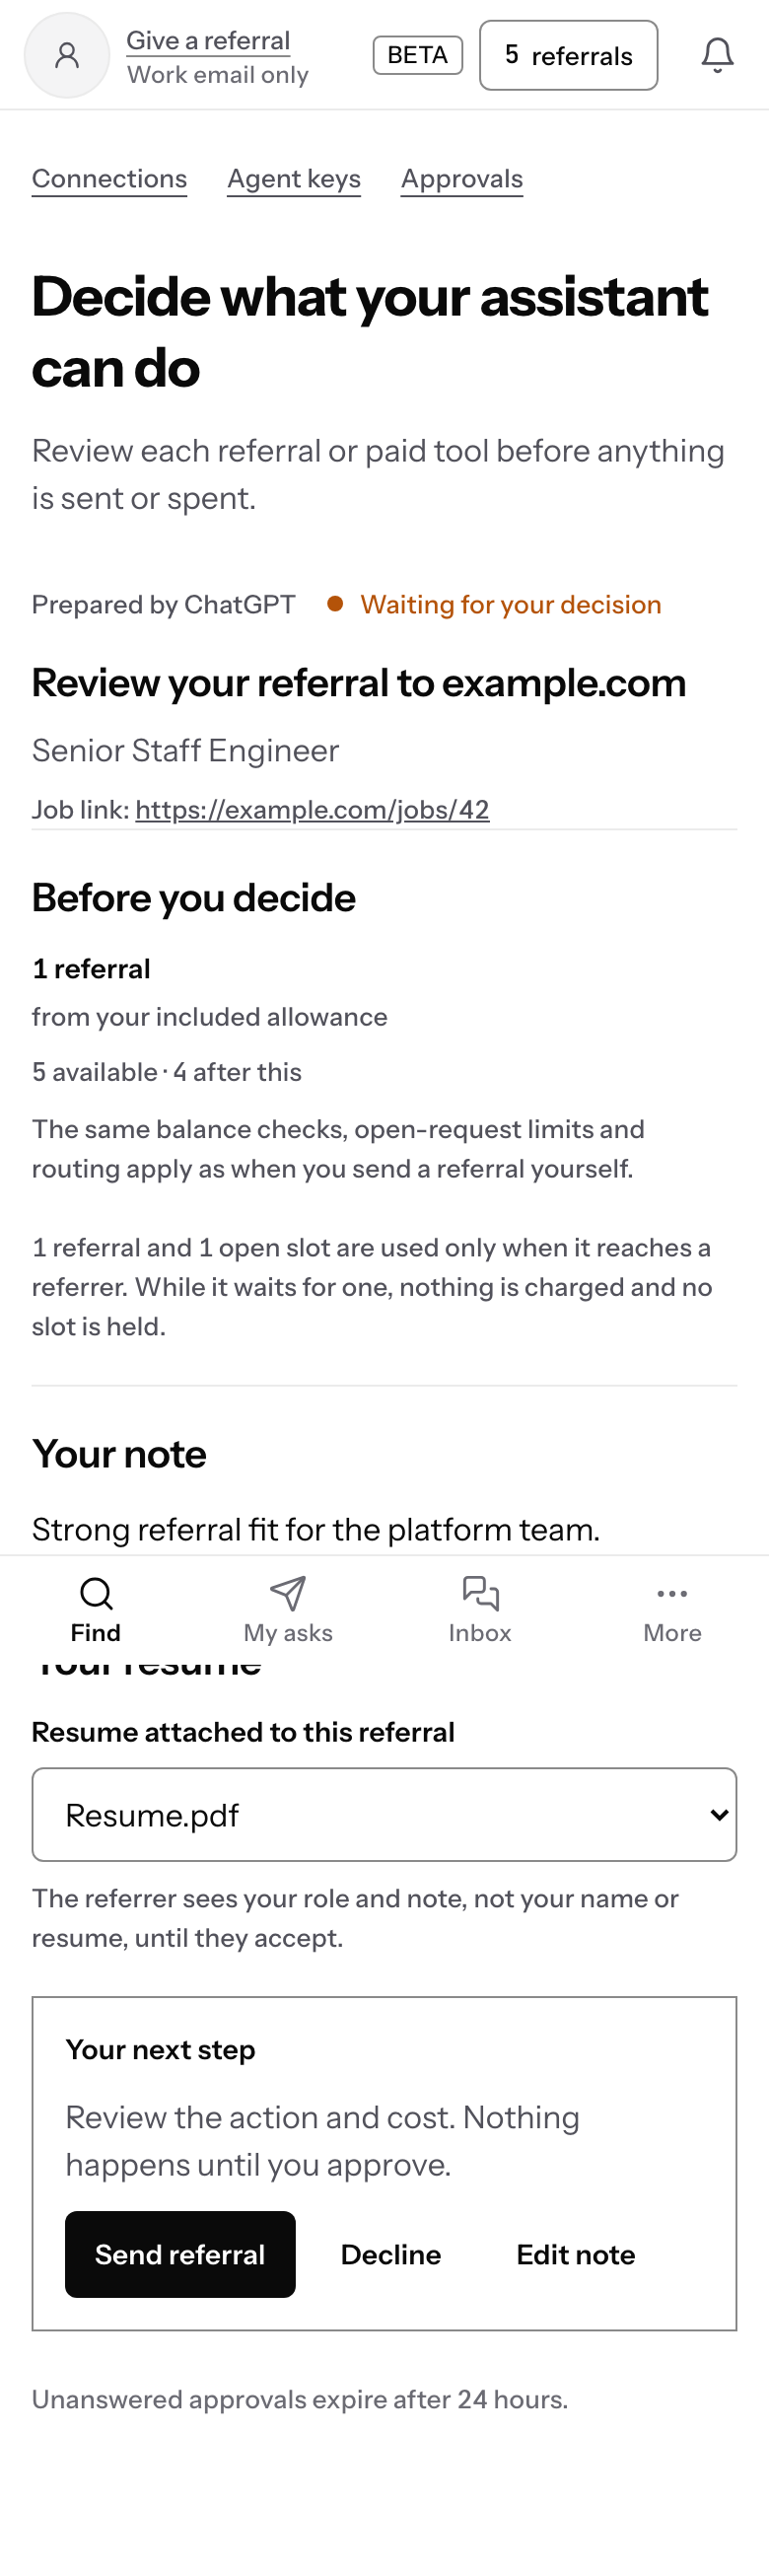 Give a referral
Work email only
BETA
5 referrals
Connections
Agent keys
Approvals
Decide what your assistant
can do
Review each referral or paid tool before anything
is sent or spent.
Prepared by ChatGPT
Waiting for your decision
Review your referral to example.com
Senior Staff Engineer
Job link: https://example.com/jobs/42
Before you decide
1 referral
from your included allowance
5 available · 4 after this
The same balance checks, open-request limits and
routing apply as when you send a referral yourself.
1 referral and 1 open slot are used only when it reaches a
referrer. While it waits for one, nothing is charged and no
slot is held.
Your note
Strong referral fit for the platform team.
Find
My asks
Inbox
More
Your resume
Resume attached to this referral
Resume.pdf
The referrer sees your role and note, not your name or
resume, until they accept.
Your next step
Review the action and cost. Nothing
happens until you approve.
Send referral
Decline
Edit note
Unanswered approvals expire after 24 hours.